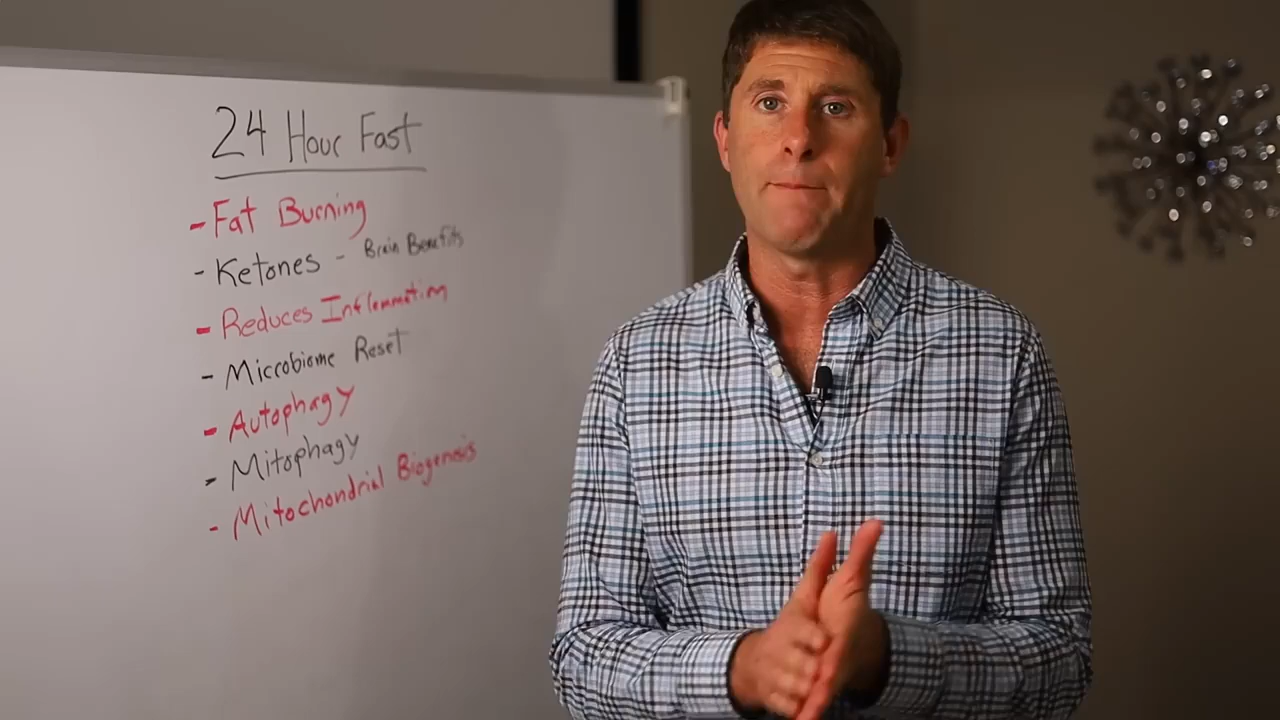 24 Hour Fast
- Fat Burning
- Ketones - Brain Benefits
- Reduces Inflammation
- Microbiome Reset
- Autophagy
- Mitophagy
- Mitochondrial Biogenesis